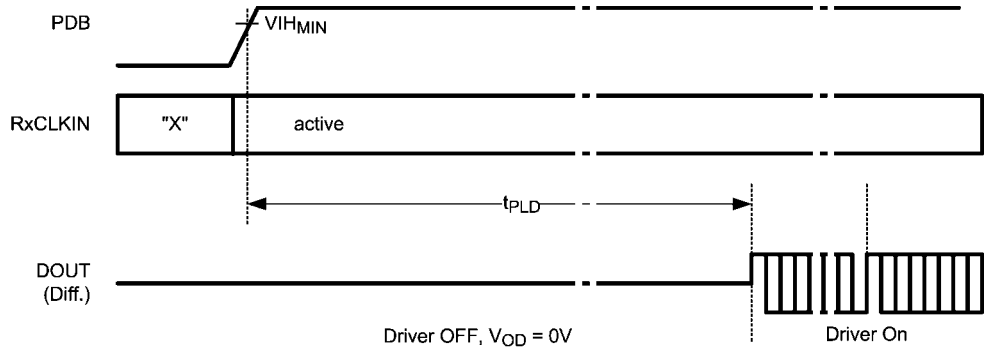 PDB
VIHMIN
RxCLKIN
"X"
active
tPLD
DOUT
(Diff.)
Driver OFF, VOD = 0V
Driver On